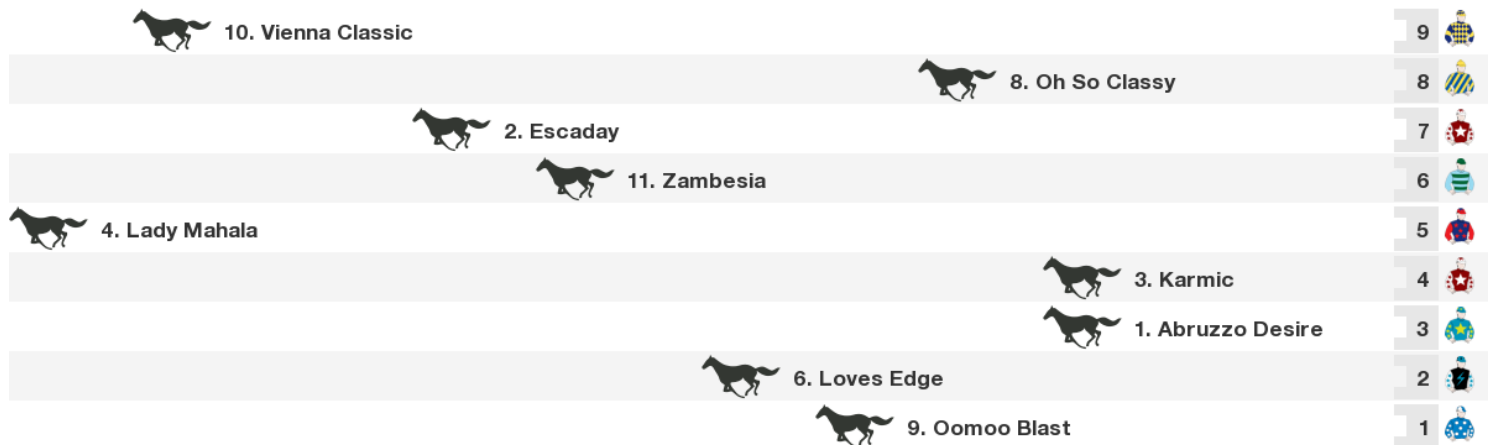 10. Vienna Classic 9
8. Oh So Classy 8
2. Escaday 7
11. Zambesia 6
4. Lady Mahala 5
3. Karmic 4
1. Abruzzo Desire 3
6. Loves Edge 2
9. Oomoo Blast 1